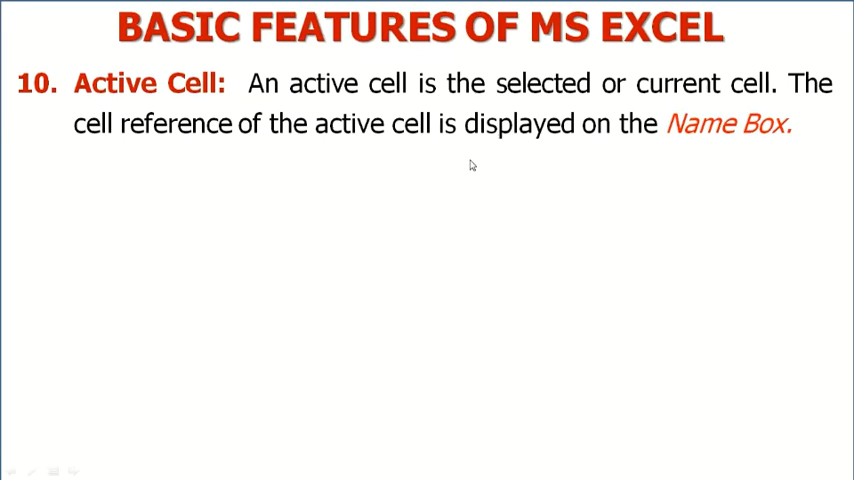 BASIC FEATURES OF MS EXCEL
10. Active Cell: An active cell is the selected or current cell. The
cell reference of the active cell is displayed on the Name Box.